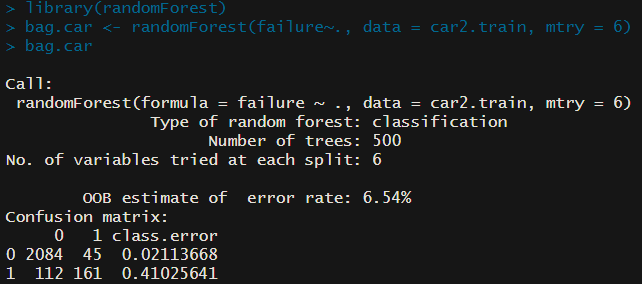 > library(randomForest)
> bag.car <- randomForest(failure~., data = car2.train, mtry = 6)
> bag.car
Call:
randomForest(formula = failure ~ ., data = car2.train, mtry = 6)
Type of random forest: classification
Number of trees: 500
No. of variables tried at each split: 6
OOB estimate of  error rate: 6.54%
Confusion matrix:
0 1 class.error
0 2084 45 0.02113668
1 112 161 0.41025641